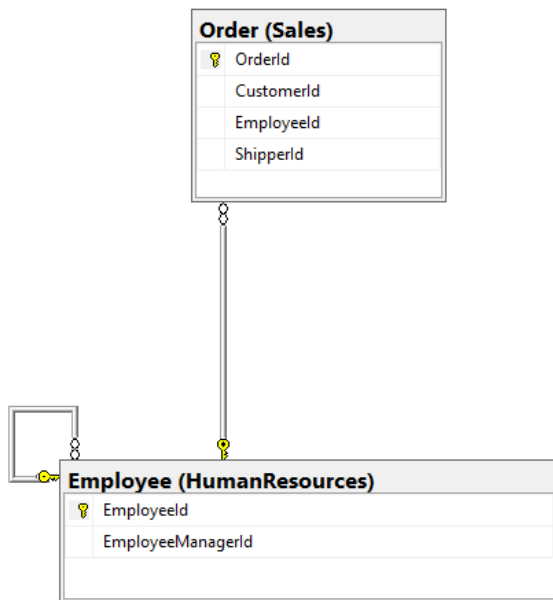 Order (Sales)
OrderId
CustomerId
EmployeeId
ShipperId
Employee (HumanResources)
EmployeeId
EmployeeManagerId